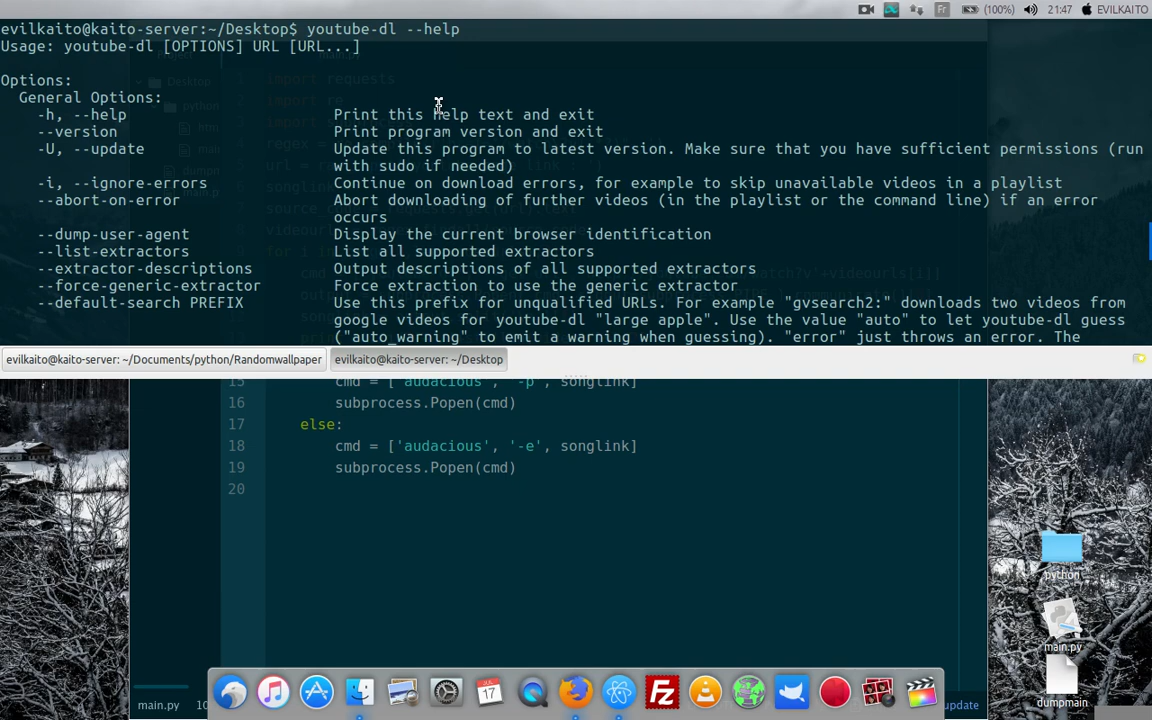 Fr
(100%)
21:47
EVILKAITO
evilkaito@kaito-server:~/Desktop$ youtube-dl --help
Usage: youtube-dl [OPTIONS] URL [URL...]
Options:
General Options:
-h, --help Print this help text and exit
--version Print program version and exit
-U, --update Update this program to latest version. Make sure that you have sufficient permissions (run
with sudo if needed)
-i, --ignore-errors Continue on download errors, for example to skip unavailable videos in a playlist
--abort-on-error Abort downloading of further videos (in the playlist or the command line) if an error
occurs
--dump-user-agent Display the current browser identification
--list-extractors List all supported extractors
--extractor-descriptions Output descriptions of all supported extractors
--force-generic-extractor Force extraction to use the generic extractor
--default-search PREFIX Use this prefix for unqualified URLs. For example "gvsearch2:" downloads two videos from
google videos for youtube-dl "large apple". Use the value "auto" to let youtube-dl guess
("auto_warning" to emit a warning when guessing). "error" just throws an error. The
evilkaito@kaito-server: ~/Documents/python/Randomwallpaper
evilkaito@kaito-server: ~/Desktop
15 cmd = ['audacious', '-p', songlink]
16 subprocess.Popen(cmd)
17 else:
18 cmd = ['audacious', '-e', songlink]
19 subprocess.Popen(cmd)
20
python
main.py
dumpmain
JUL
17
main.py
update